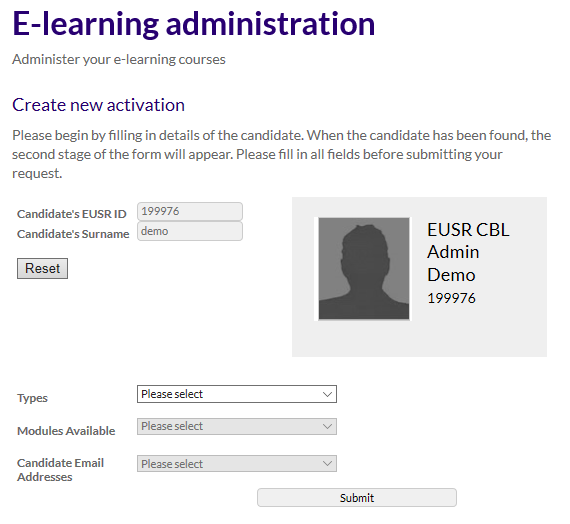 E-learning administration
Administer your e-learning courses
Create new activation
Please begin by filling in details of the candidate. When the candidate has been found, the
second stage of the form will appear. Please fill in all fields before submitting your
request.
Candidate's EUSR ID 199976
Candidate's Surname demo
Reset
EUSR CBL
Admin
Demo
199976
Types Please select
Modules Available Please select
Candidate Email
Addresses
Please select
Submit